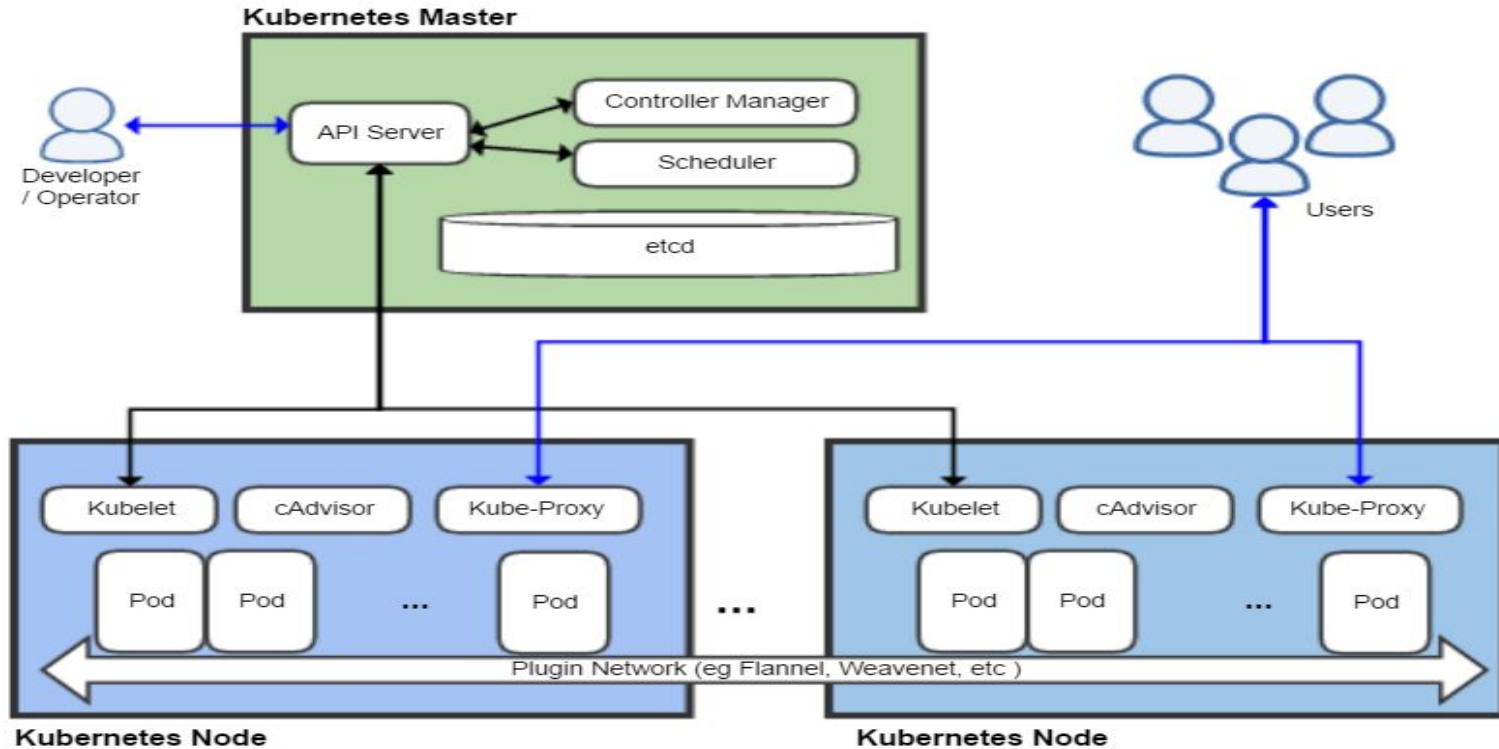 Kubernetes Master
API Server
Controller Manager
Scheduler
etcd
Developer
/ Operator
Users
Kubelet
cAdvisor
Kube-Proxy
Pod
Pod
...
Pod
...
Kubelet
cAdvisor
Kube-Proxy
Pod
Pod
...
Pod
Plugin Network (eg Flannel, Weavenet, etc )
Kubernetes Node
Kubernetes Node